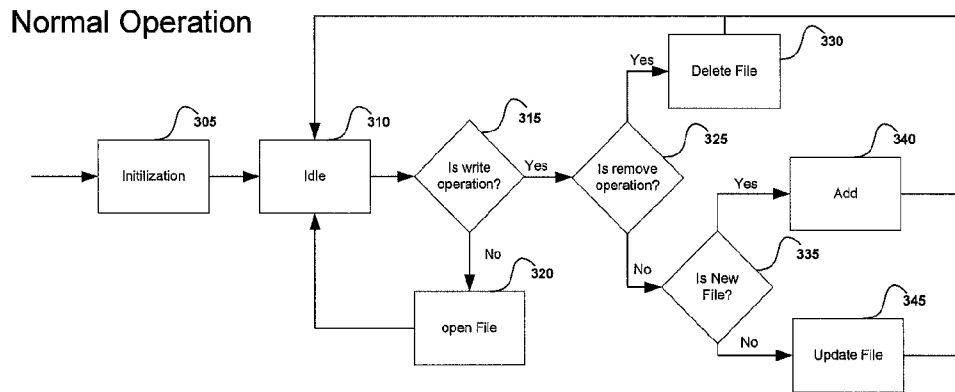 Normal Operation
330
Delete File
Yes
305
310
315
325
340
Initilization
Idle
Is write
operation?
Yes
Is remove
operation?
Yes
Add
No
No
335
320
Is New
File?
345
open File
No
Update File